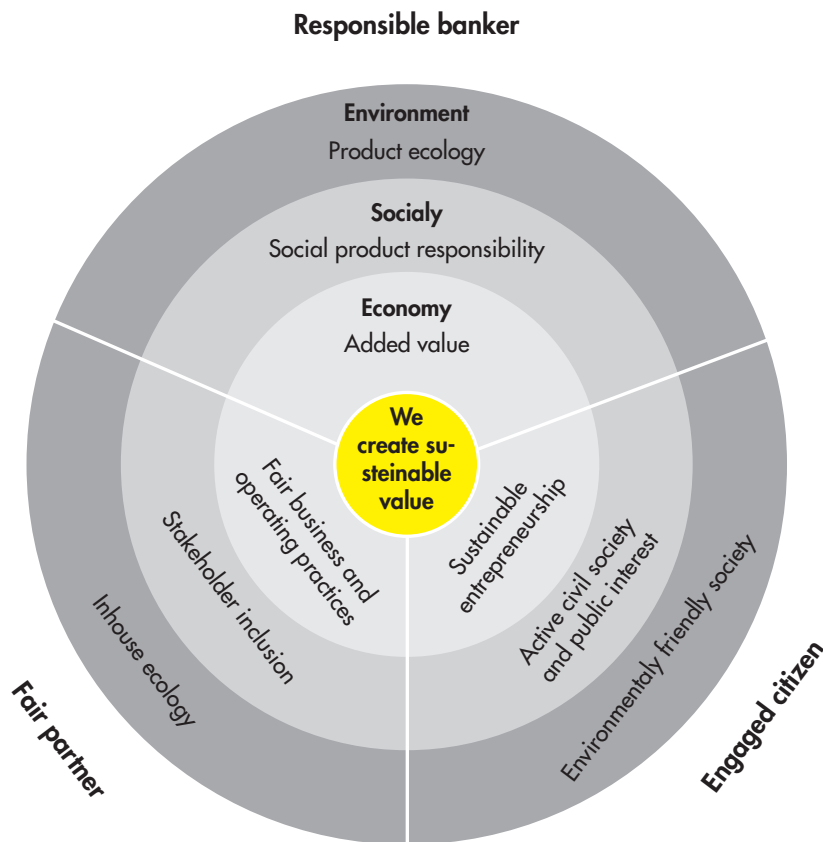 Responsible banker
Environment
Product ecology
Socialy
Social product responsibility
Economy
Added value
We
create su-
steinable
value
Fair business and
operating practices
Stakeholder inclusion
Inhouse ecology
Fair partner
Sustainable
entrepreneurship
Active civil society
and public interest
Environmentaly friendly society
Engaged citizen